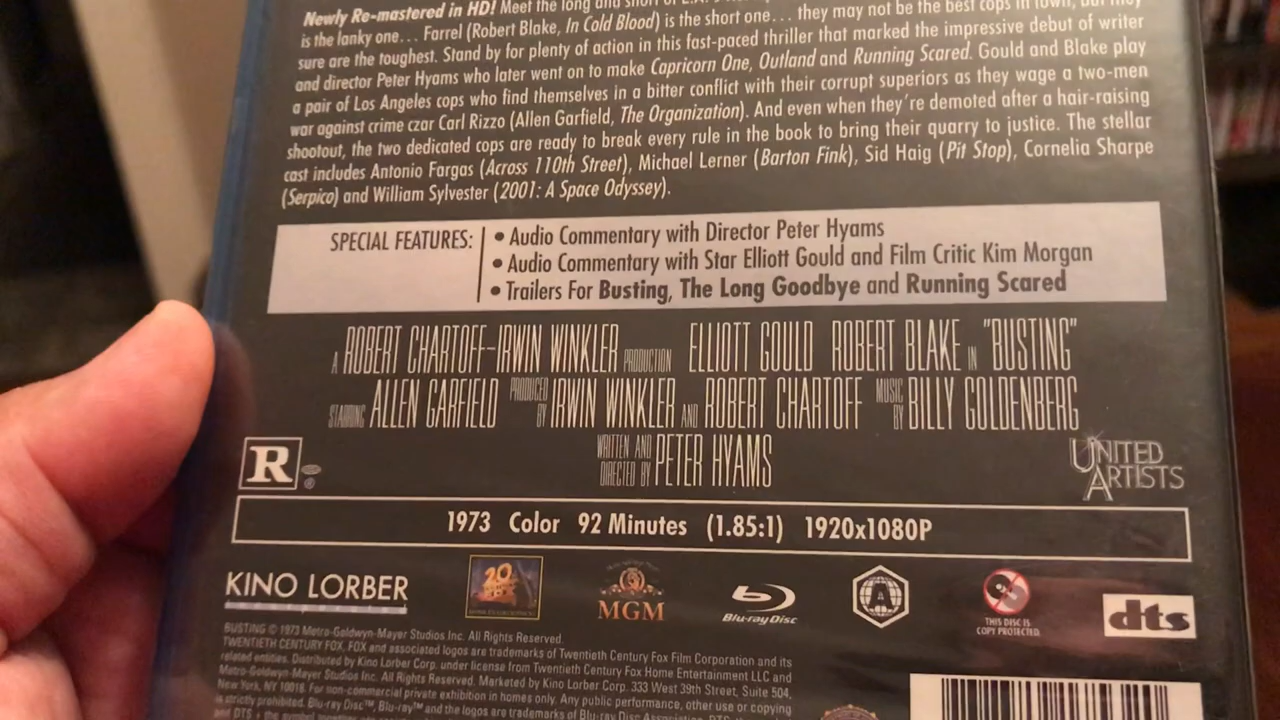 Newly Re-mastered in HD! Meet the long and short of L.A.
is the lanky one... Farrel (Robert Blake, In Cold Blood) is the short one... they may not be the best cops in town, but they
sure are the toughest. Stand by for plenty of action in this fast-paced thriller that marked the impressive debut of writer
and director Peter Hyams who later went on to make Capricorn One, Outland and Running Scared. Gould and Blake play
a pair of Los Angeles cops who find themselves in a bitter conflict with their corrupt superiors as they wage a two-men
war against crime czar Carl Rizzo (Allen Garfield, The Organization). And even when they're demoted after a hair-raising
shootout, the two dedicated cops are ready to break every rule in the book to bring their quarry to justice. The stellar
cast includes Antonio Fargas (Across 110th Street), Michael Lerner (Barton Fink), Sid Haig (Pit Stop), Cornelia Sharpe
(Serpico) and William Sylvester (2001: A Space Odyssey).
SPECIAL FEATURES:
• Audio Commentary with Director Peter Hyams
• Audio Commentary with Star Elliott Gould and Film Critic Kim Morgan
• Trailers For Busting, The Long Goodbye and Running Scared
A ROBERT CHARTOFF-IRWIN WINKLER PRODUCTION ELLIOTT GOULD ROBERT BLAKE IN "BUSTING"
STARRING ALLEN GARFIELD PRODUCED BY IRWIN WINKLER AND ROBERT CHARTOFF MUSIC BY BILLY GOLDENBERG
WRITTEN AND DIRECTED BY PETER HYAMS
R
UNITED ARTISTS
1973 Color 92 Minutes (1.85:1) 1920x1080P
KINO LORBER
20
MGM
Blu-ray Disc
A
THIS DISC IS
COPY PROTECTED.
dts
BUSTING © 1973 Metro-Goldwyn-Mayer Studios Inc. All Rights Reserved.
TWENTIETH CENTURY FOX, FOX and associated logos are trademarks of Twentieth Century Fox Film Corporation and its
related entities. Distributed by Kino Lorber Corp. under license from Twentieth Century Fox Home Entertainment LLC and
Metro-Goldwyn-Mayer Studios Inc. All Rights Reserved. Marketed by Kino Lorber Corp. 333 West 39th Street, Suite 504,
New York, NY 10018. For non-commercial private exhibition in homes only. Any public performance, other use or copying
is strictly prohibited. Blu-ray Disc™, Blu-ray™ and the logos are trademarks of Blu-ray Disc Association.